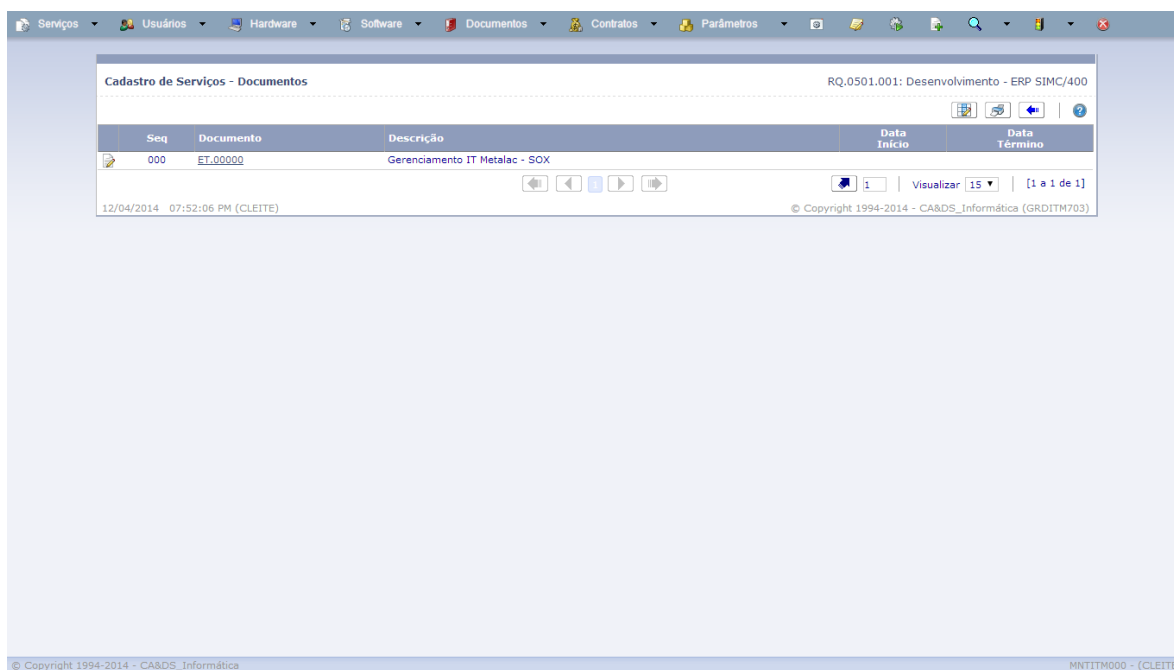 Serviços Usuários Hardware Software Documentos Contratos Parâmetros
Cadastro de Serviços - Documentos RQ.0501.001: Desenvolvimento - ERP SIMC/400
Seq Documento Descrição Data Início Data Término
000 ET.00000 Gerenciamento IT Metalac - SOX
1 1 Visualizar 15 [1 a 1 de 1]
12/04/2014 07:52:06 PM (CLEITE) © Copyright 1994-2014 - CA&DS_Informática (GRDITM703)
© Copyright 1994-2014 - CA&DS_Informática MNTITM000 - (CLEIT